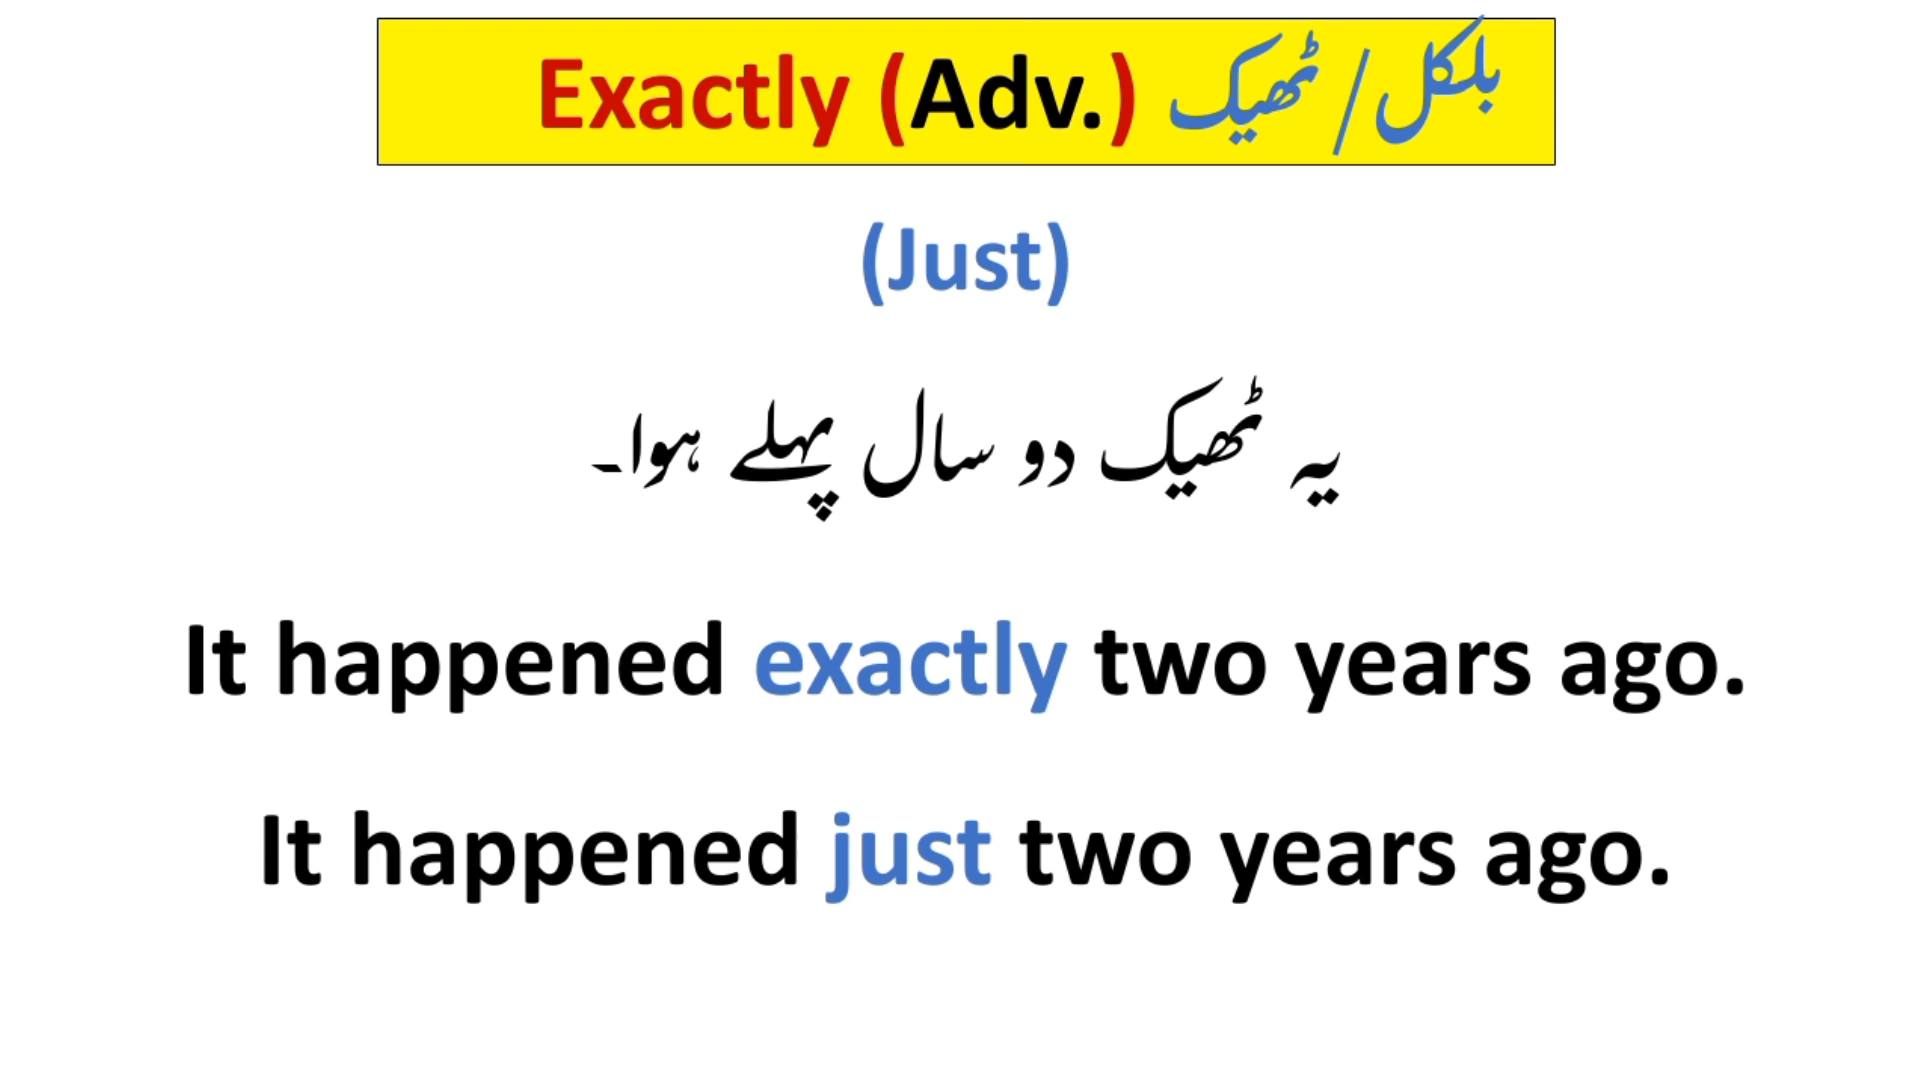 Exactly (Adv.) بلکل/ٹھیک
(Just)
یہ ٹھیک دو سال پہلے ہوا۔
It happened exactly two years ago.
It happened just two years ago.